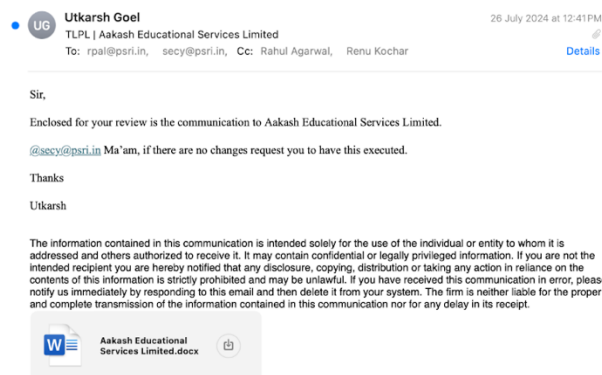 UG
Utkarsh Goel
26 July 2024 at 12:41 PM
TLPL | Aakash Educational Services Limited
To: rpal@psri.in, secy@psri.in, Cc: Rahul Agarwal, Renu Kochar
Details
Sir,
Enclosed for your review is the communication to Aakash Educational Services Limited.
@secy@psri.in Ma'am, if there are no changes request you to have this executed.
Thanks
Utkarsh
The information contained in this communication is intended solely for the use of the individual or entity to whom it is
addressed and others authorized to receive it. It may contain confidential or legally privileged information. If you are not the
intended recipient you are hereby notified that any disclosure, copying, distribution or taking any action in reliance on the
contents of this information is strictly prohibited and may be unlawful. If you have received this communication in error, pleas
notify us immediately by responding to this email and then delete it from your system. The firm is neither liable for the proper
and complete transmission of the information contained in this communication nor for any delay in its receipt.
W
Aakash Educational
Services Limited.docx